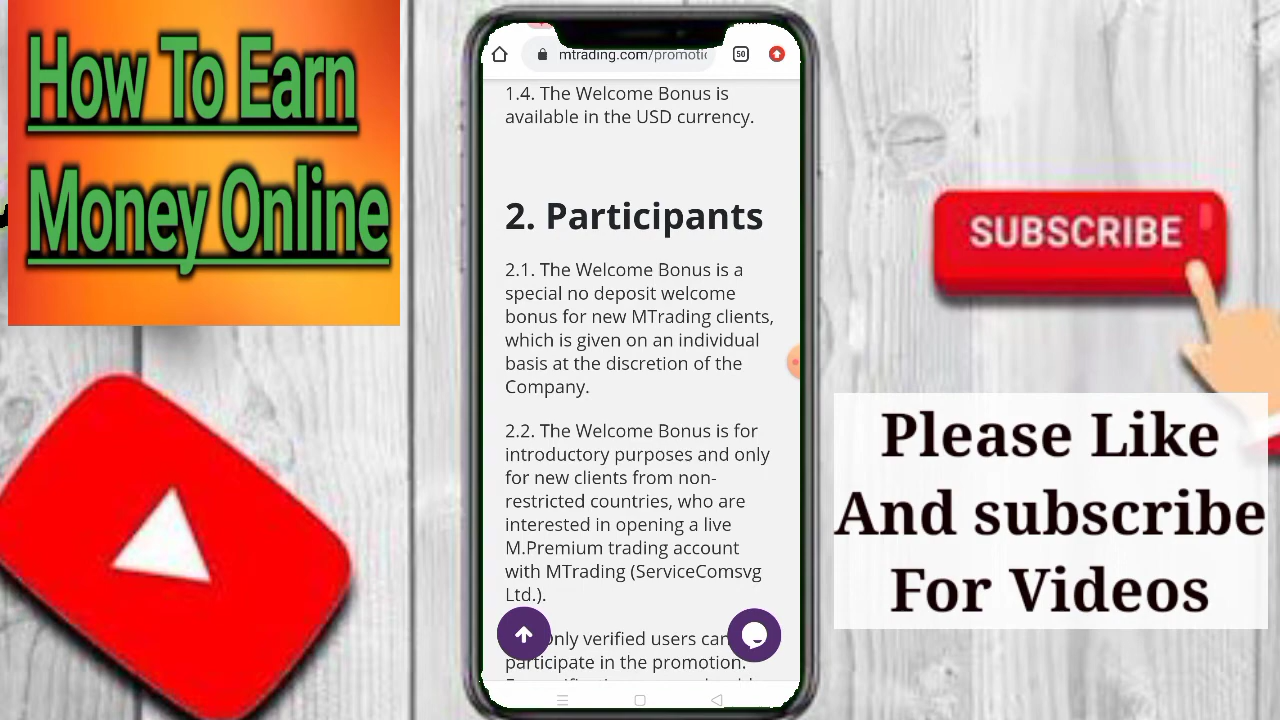 How To Earn
Money Online
mtrading.com/promotic
50
1.4. The Welcome Bonus is
available in the USD currency.
2. Participants
2.1. The Welcome Bonus is a
special no deposit welcome
bonus for new MTrading clients,
which is given on an individual
basis at the discretion of the
Company.
2.2. The Welcome Bonus is for
introductory purposes and only
for new clients from non-
restricted countries, who are
interested in opening a live
M.Premium trading account
with MTrading (ServiceComsvg
Ltd.).
Only verified users can
participate in the promotion.
SUBSCRIBE
Please Like
And subscribe
For Videos